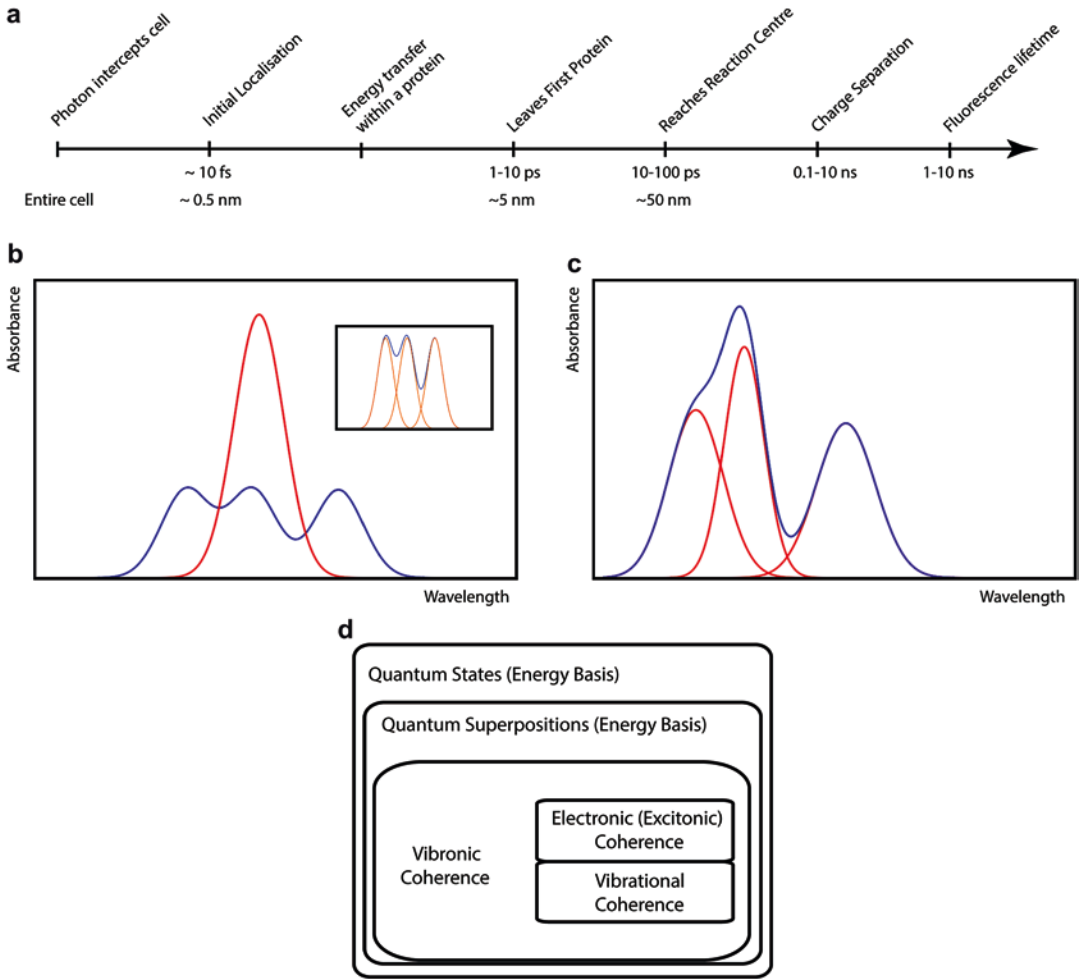 a
Photon intercepts cell
Initial Localisation
Energy transfer
within a protein
Leaves First Protein
Reaches Reaction Centre
Charge Separation
Fluorescence lifetime
~ 10 fs
1-10 ps
10-100 ps
0.1-10 ns
1-10 ns
Entire cell
~ 0.5 nm
~5 nm
~50 nm
b
Absorbance
Wavelength
c
Absorbance
Wavelength
d
Quantum States (Energy Basis)
Quantum Superpositions (Energy Basis)
Vibronic
Coherence
Electronic (Excitonic)
Coherence
Vibrational
Coherence